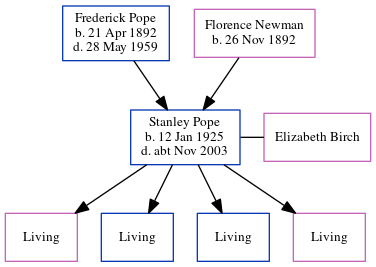 Frederick Pope
b. 21 Apr 1892
d. 28 May 1959
Florence Newman
b. 26 Nov 1892
Stanley Pope
b. 12 Jan 1925
d. abt Nov 2003
Elizabeth Birch
Living
Living
Living
Living